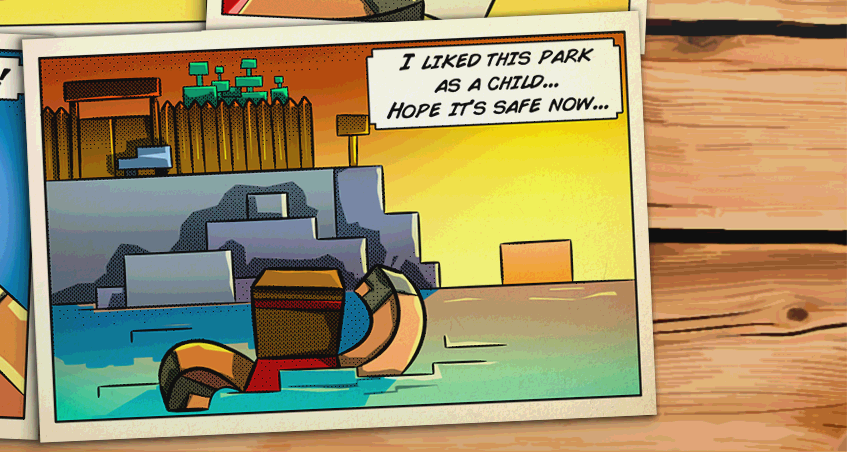 !
I LIKED THIS PARK
AS A CHILD...
HOPE IT'S SAFE NOW...